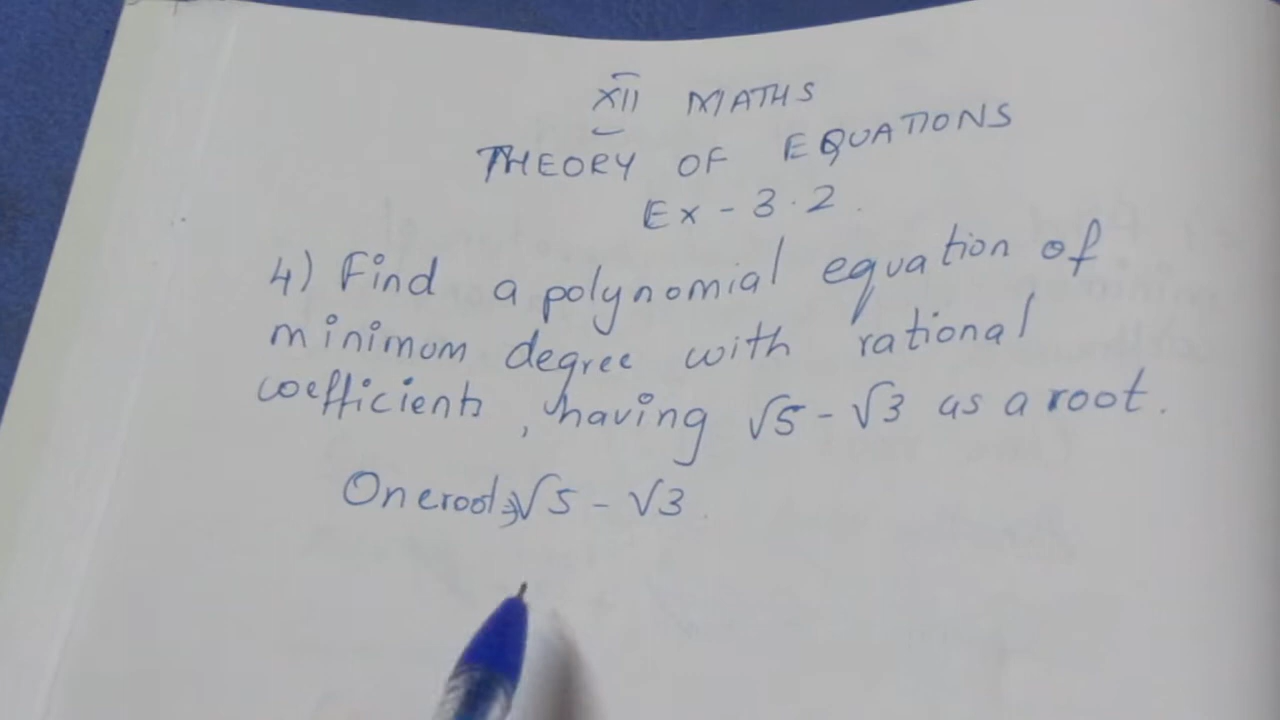 XII MATHS
THEORY OF EQUATIONS
Ex - 3.2.
4) Find a polynomial equation of
minimum degree with rational
coefficients, having √5 - √3 as a root.
One root is √5 - √3.